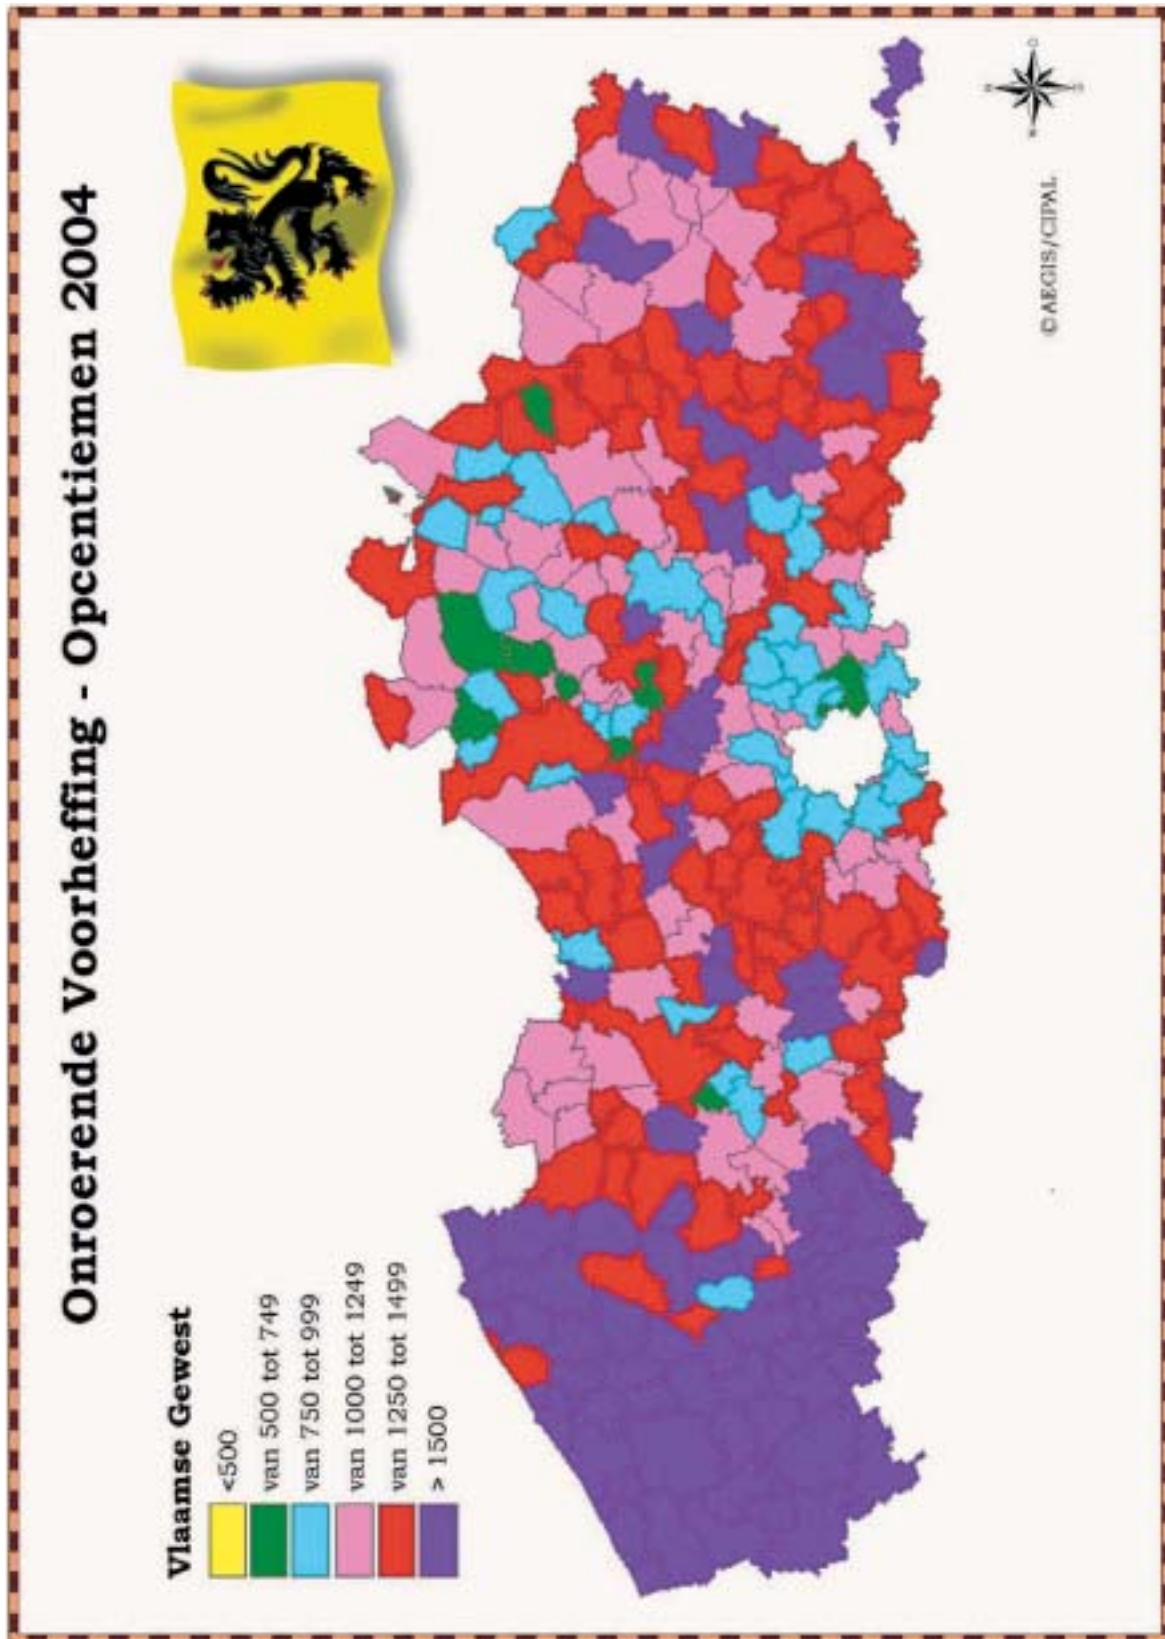 Onroerende Voorheffing - Opcentiemen 2004
Vlaamse Gewest
<500
van 500 tot 749
van 750 tot 999
van 1000 tot 1249
van 1250 tot 1499
> 1500
© AEGIS/CIPAL